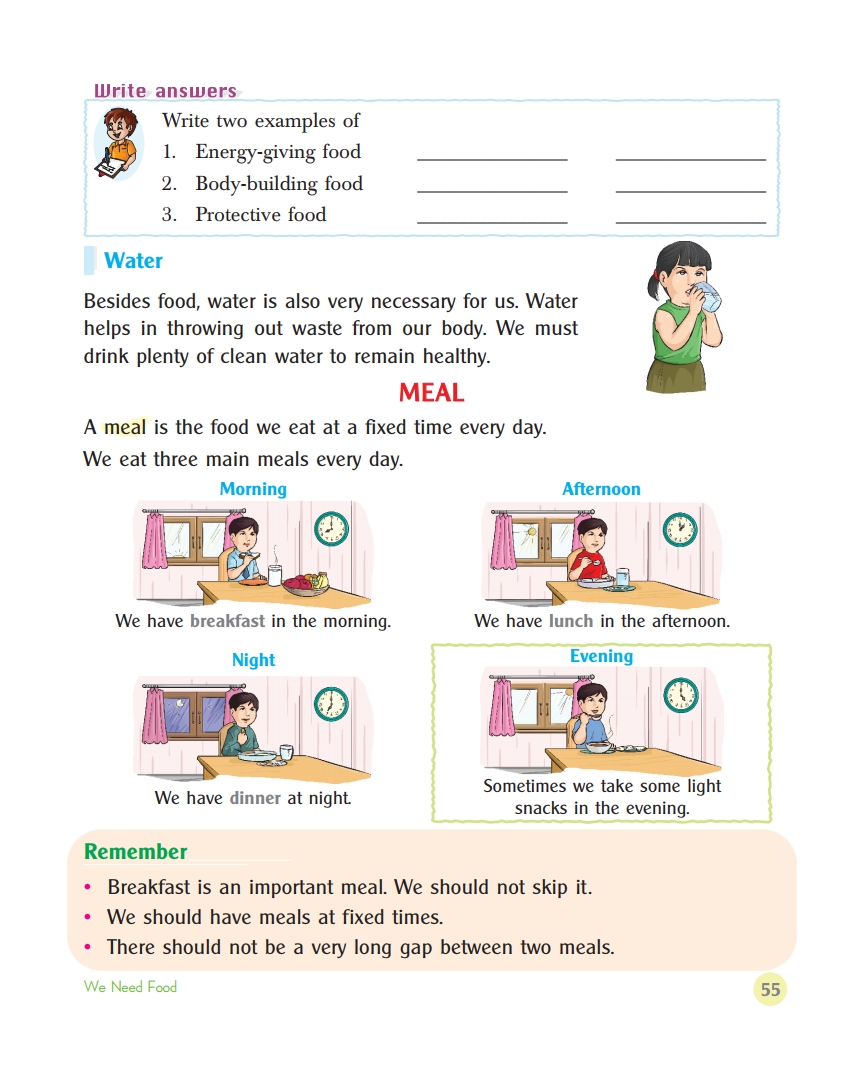 Write answers
Write two examples of
1. Energy-giving food
2. Body-building food
3. Protective food
Water
Besides food, water is also very necessary for us. Water
helps in throwing out waste from our body. We must
drink plenty of clean water to remain healthy.
MEAL
A meal is the food we eat at a fixed time every day.
We eat three main meals every day.
Morning
We have breakfast in the morning.
Afternoon
We have lunch in the afternoon.
Night
We have dinner at night.
Evening
Sometimes we take some light
snacks in the evening.
Remember
• Breakfast is an important meal. We should not skip it.
• We should have meals at fixed times.
• There should not be a very long gap between two meals.
We Need Food
55